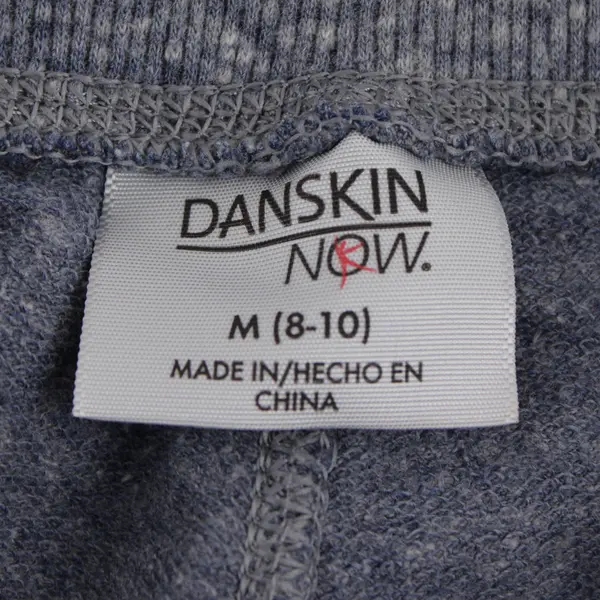 DANSKIN
NOW.®
M (8-10)
MADE IN/HECHO EN
CHINA